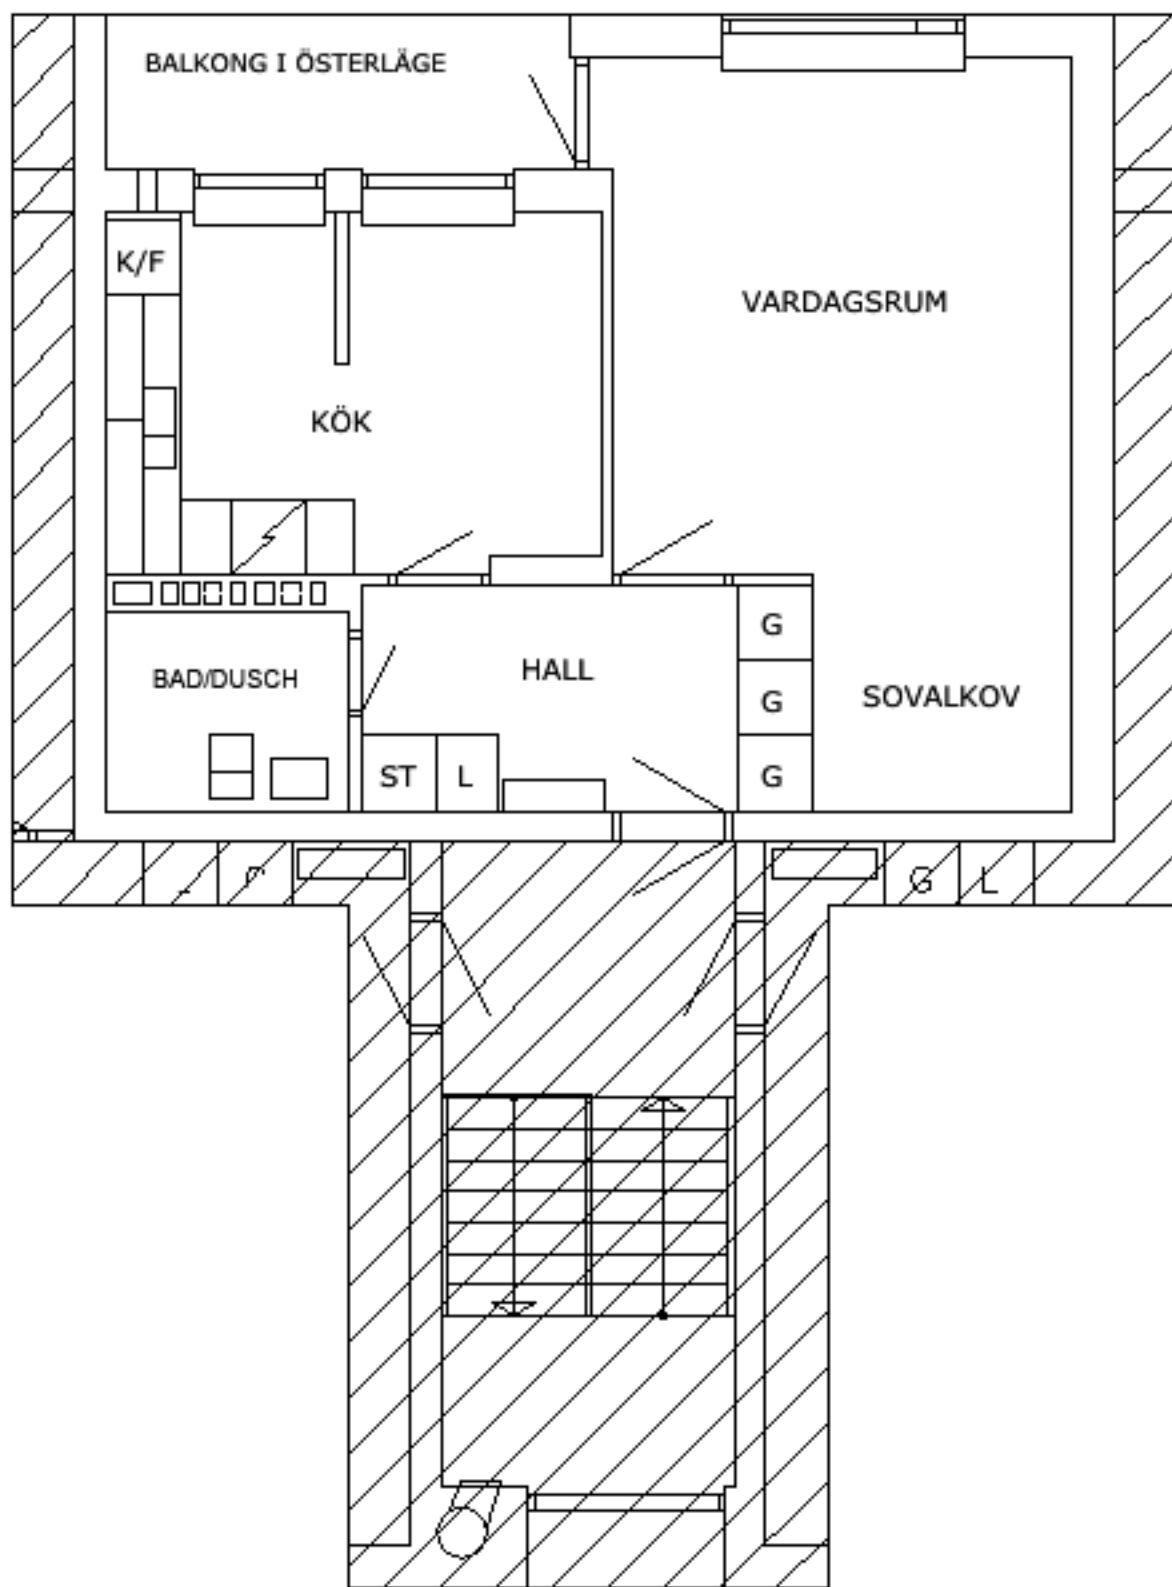 BALKONG I ÖSTERLÄGE
K/F
VARDAGSRUM
KÖK
G
HALL
BAD/DUSCH
G
SOVALKOV
ST
L
G
G
L